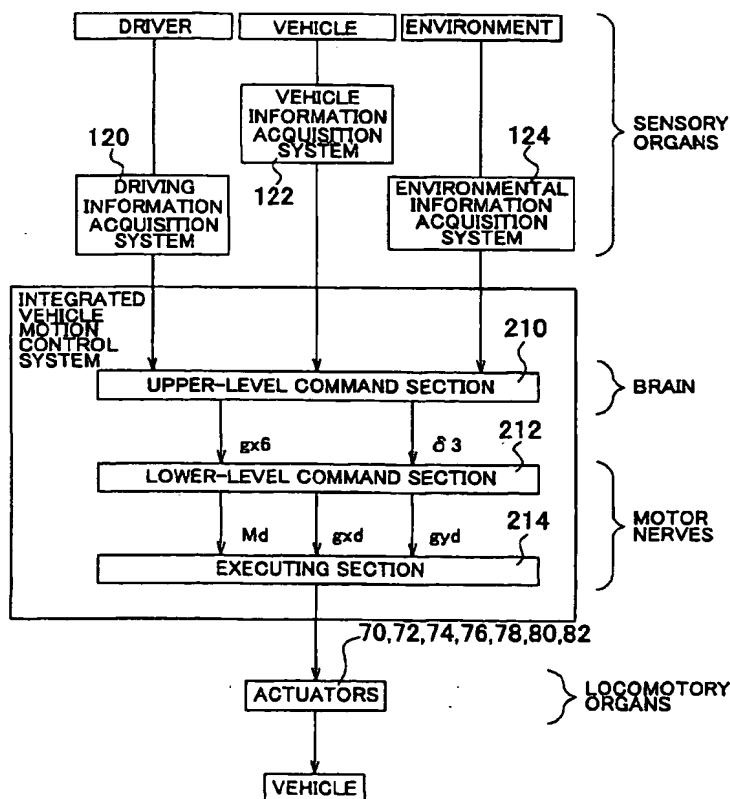 DRIVER
VEHICLE
ENVIRONMENT
VEHICLE
INFORMATION
ACQUISITION
SYSTEM
122
SENSORY
ORGANS
120
DRIVING
INFORMATION
ACQUISITION
SYSTEM
124
ENVIRONMENTAL
INFORMATION
ACQUISITION
SYSTEM
INTEGRATED
VEHICLE
MOTION
CONTROL
SYSTEM
210
UPPER-LEVEL COMMAND SECTION
BRAIN
gx6
δ3
212
LOWER-LEVEL COMMAND SECTION
Md
gxd
gyd
214
EXECUTING SECTION
MOTOR
NERVES
70,72,74,76,78,80,82
ACTUATORS
LOCOMOTORY
ORGANS
VEHICLE